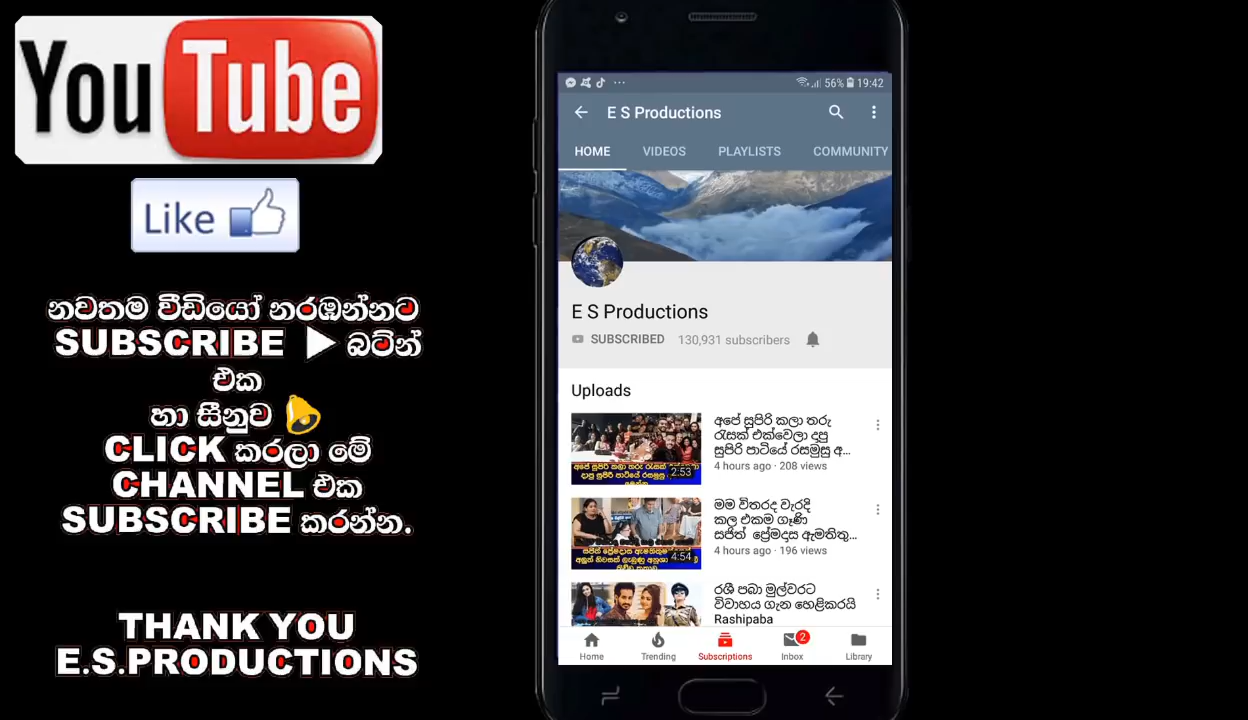 YouTube
Like
නවතම වීඩියෝ නරඹන්නට
SUBSCRIBE ▶ බටන්
එක
හා සීනුව 🔔
CLICK කරලා මේ
CHANNEL එක
SUBSCRIBE කරන්න.
THANK YOU
E.S.PRODUCTIONS
56% 19:42
E S Productions
HOME VIDEOS PLAYLISTS COMMUNITY
E S Productions
SUBSCRIBED 130,931 subscribers
Uploads
අපේ සුපිරි කලා තරු
රැසක් එක්වෙලා දාපු
සුපිරි පාටියේ රසමුසු අ...
4 hours ago · 208 views
2:53
මම විතරද වැරදි
කල එකම ගෑණි
සජිත් ප්‍රේමදාස ඇමතිතු...
4 hours ago · 196 views
4:54
රශී පබා මුල්වරට
විවාහය ගැන හෙළිකරයි
Rashipaba
2
Home Trending Subscriptions Inbox Library